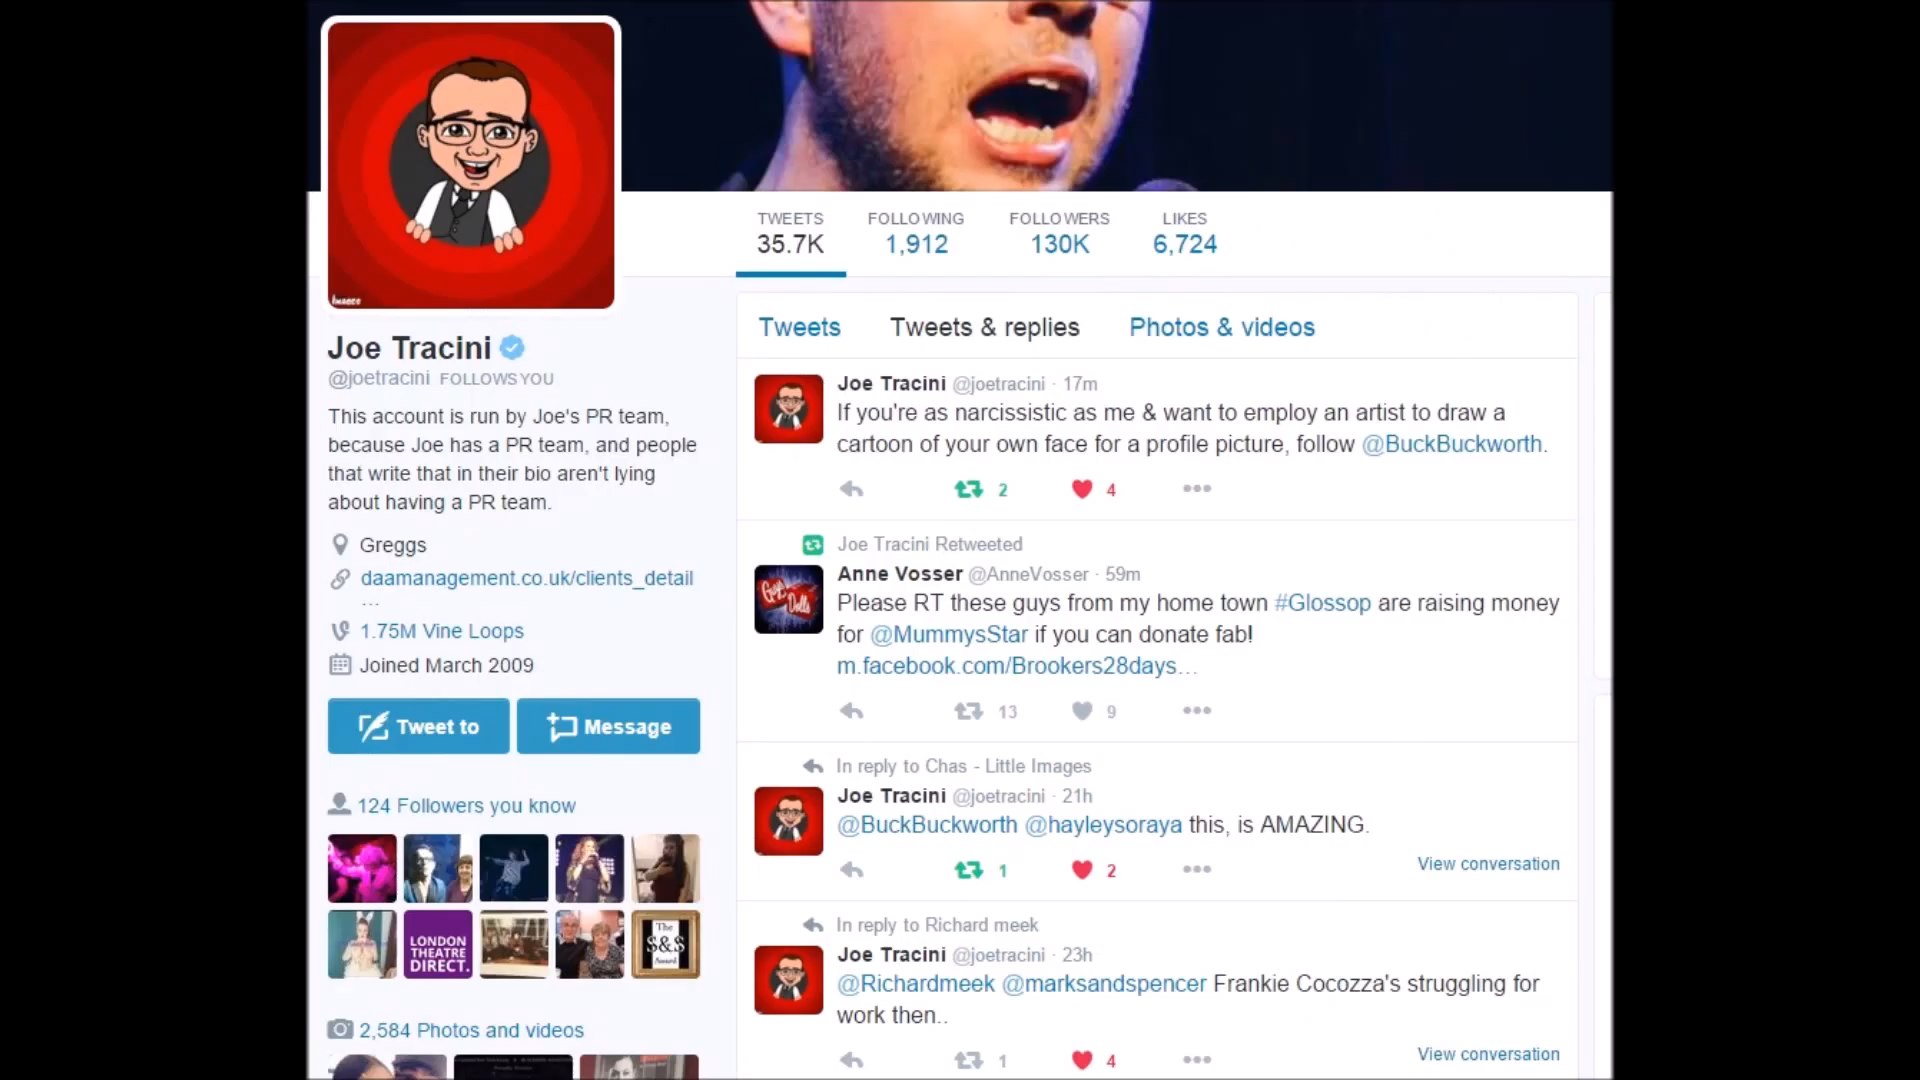 TWEETS
35.7K
FOLLOWING
1,912
FOLLOWERS
130K
LIKES
6,724
Joe Tracini
@joetracini FOLLOWS YOU
This account is run by Joe's PR team,
because Joe has a PR team, and people
that write that in their bio aren't lying
about having a PR team.
Greggs
daamanagement.co.uk/clients_detail
...
1.75M Vine Loops
Joined March 2009
Tweet to
Message
124 Followers you know
LONDON
THEATRE
DIRECT.
The
S&S
Award
2,584 Photos and videos
Tweets
Tweets & replies
Photos & videos
Joe Tracini @joetracini · 17m
If you're as narcissistic as me & want to employ an artist to draw a
cartoon of your own face for a profile picture, follow @BuckBuckworth.
2
4
Joe Tracini Retweeted
Guys
Dolls
Anne Vosser @AnneVosser · 59m
Please RT these guys from my home town #Glossop are raising money
for @MummysStar if you can donate fab!
m.facebook.com/Brookers28days...
13
9
In reply to Chas - Little Images
Joe Tracini @joetracini · 21h
@BuckBuckworth @hayleysoraya this, is AMAZING.
1
2
View conversation
In reply to Richard meek
Joe Tracini @joetracini · 23h
@Richardmeek @marksandspencer Frankie Cocozza's struggling for
work then..
1
4
View conversation